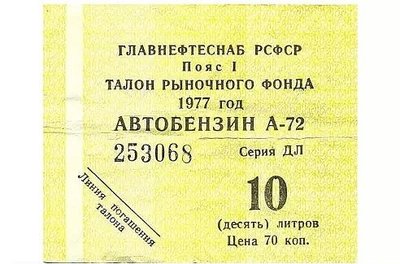 ГЛАВНЕФТЕСНАБ РСФСР
Пояс I
ТАЛОН РЫНОЧНОГО ФОНДА
1977 год
АВТОБЕНЗИН А-72
253068 Серия ДЛ
Линия погашения
талона
10
(десять) литров
Цена 70 коп.